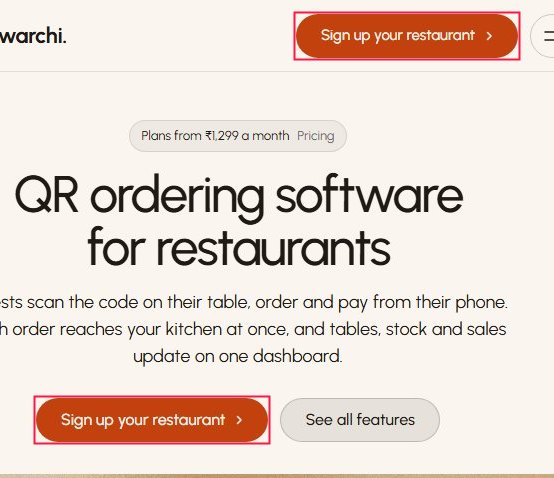 warchi.
Sign up your restaurant
Plans from ₹1,299 a month Pricing
QR ordering software
for restaurants
sts scan the code on their table, order and pay from their phone.
h order reaches your kitchen at once, and tables, stock and sales
update on one dashboard.
Sign up your restaurant
See all features